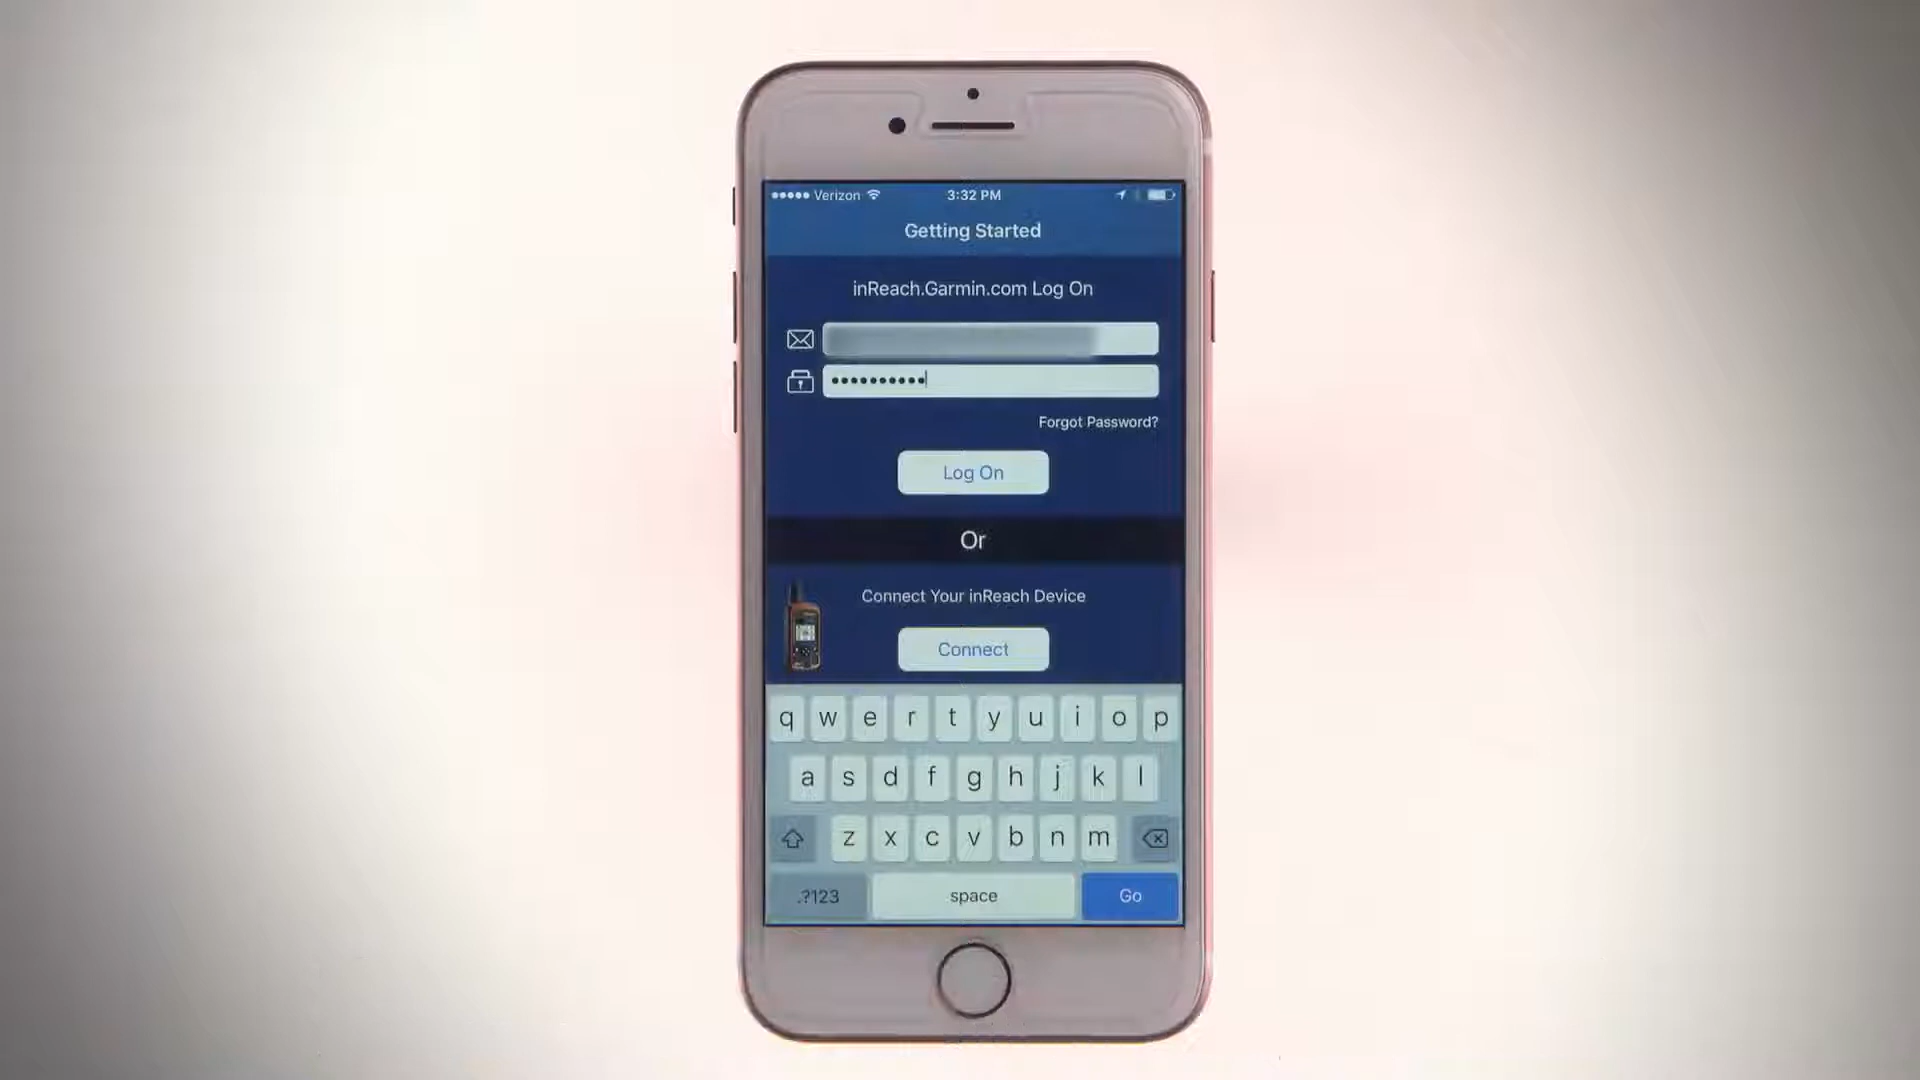 Verizon 3:32 PM
Getting Started
inReach.Garmin.com Log On
••••••••••
Forgot Password?
Log On
Or
Connect Your inReach Device
Connect
q w e r t y u i o p
a s d f g h j k l
z x c v b n m
.?123 space Go